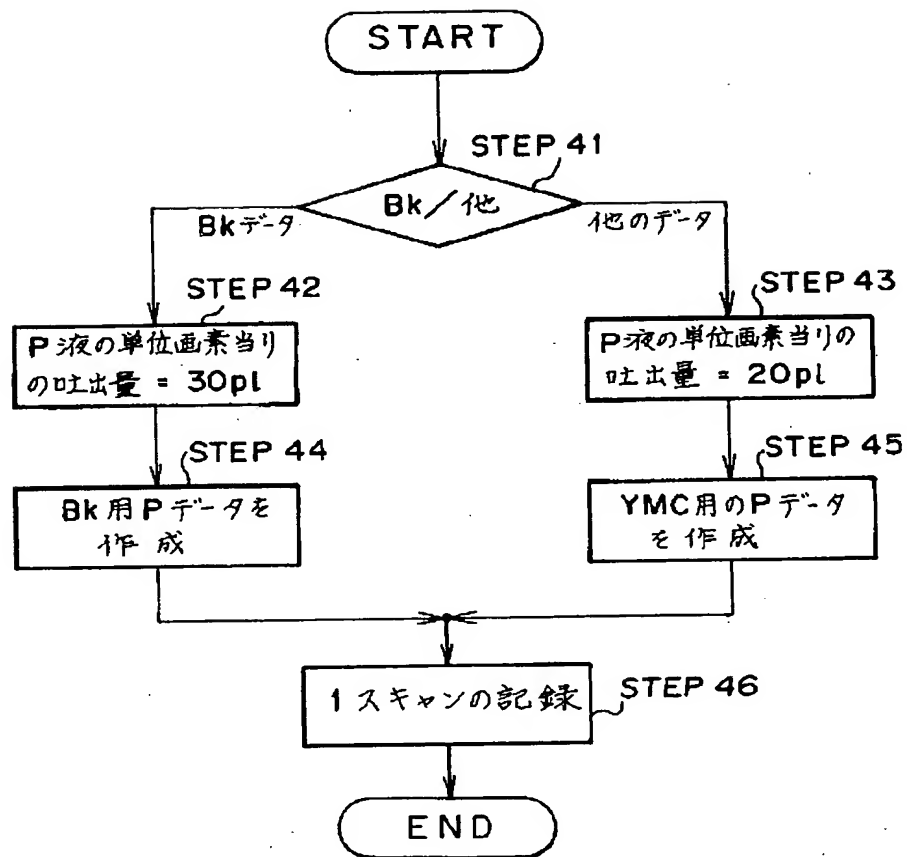 START
STEP 41
Bk/他
Bkデータ
他のデータ
STEP 42
P液の単位画素当り
の吐出量 = 30pl
STEP 43
P液の単位画素当りの
吐出量 = 20pl
STEP 44
Bk用Pデータを
作成
STEP 45
YMC用のPデータ
を作成
1スキャンの記録
STEP 46
END